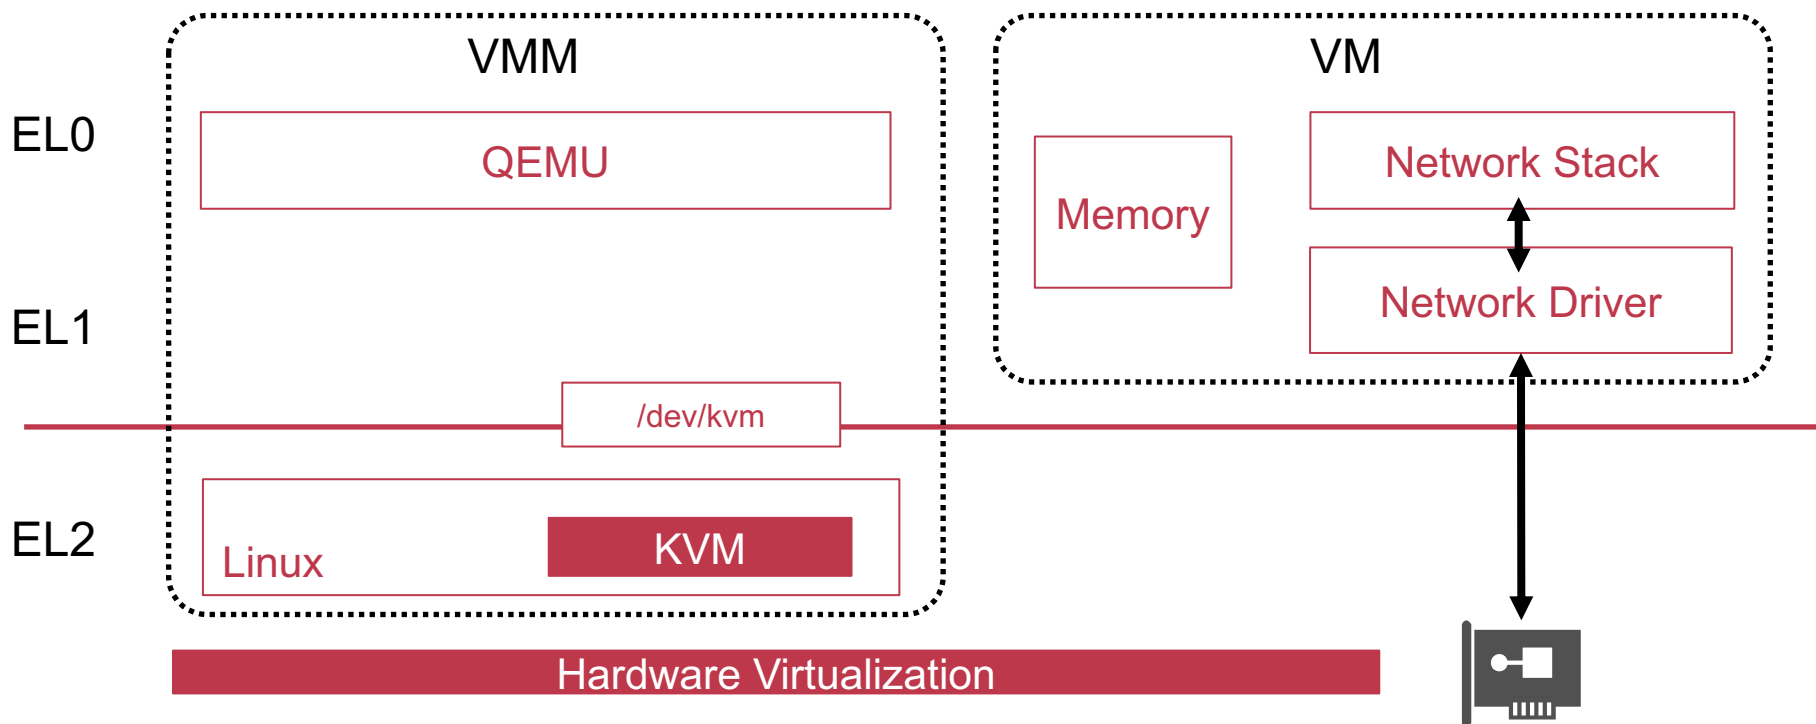 VMM
VM
EL0
QEMU
Network Stack
Memory
Network Driver
EL1
/dev/kvm
EL2
KVM
Linux
Hardware Virtualization